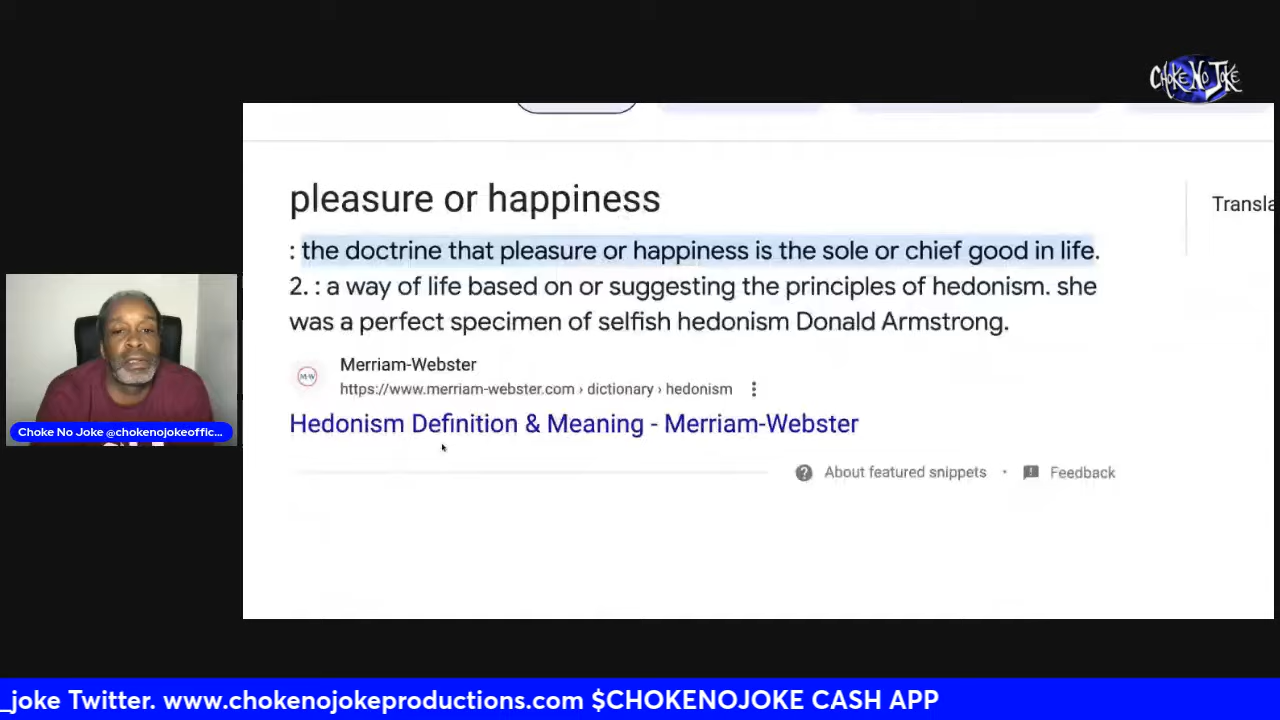 CHOKE NO JOKE
pleasure or happiness
Transla
: the doctrine that pleasure or happiness is the sole or chief good in life.
2. : a way of life based on or suggesting the principles of hedonism. she
was a perfect specimen of selfish hedonism Donald Armstrong.
M-W
Merriam-Webster
https://www.merriam-webster.com › dictionary › hedonism
Hedonism Definition & Meaning - Merriam-Webster
About featured snippets • Feedback
Choke No Joke @chokenojokeoffic...
_joke Twitter. www.chokenojokeproductions.com $CHOKENOJOKE CASH APP